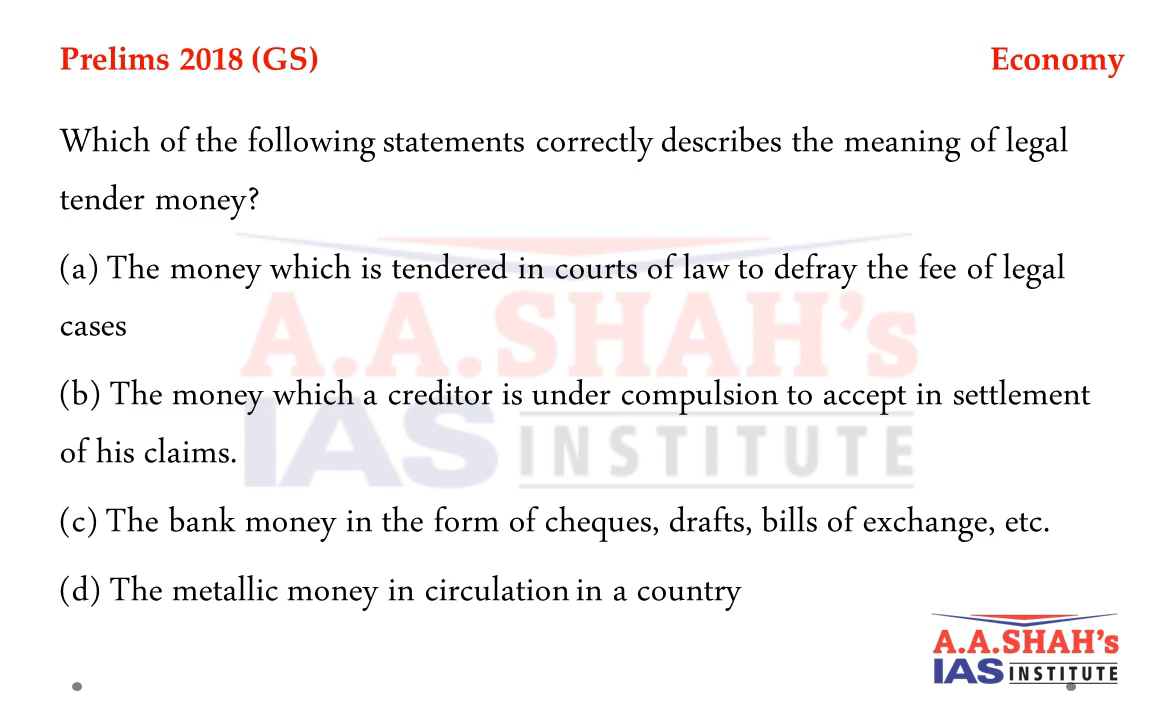 Prelims 2018 (GS) Economy
Which of the following statements correctly describes the meaning of legal
tender money?
(a) The money which is tendered in courts of law to defray the fee of legal
cases
(b) The money which a creditor is under compulsion to accept in settlement
of his claims.
(c) The bank money in the form of cheques, drafts, bills of exchange, etc.
(d) The metallic money in circulation in a country
A.A.SHAH's
IAS INSTITUTE
A.A.SHAH's
IAS INSTITUTE